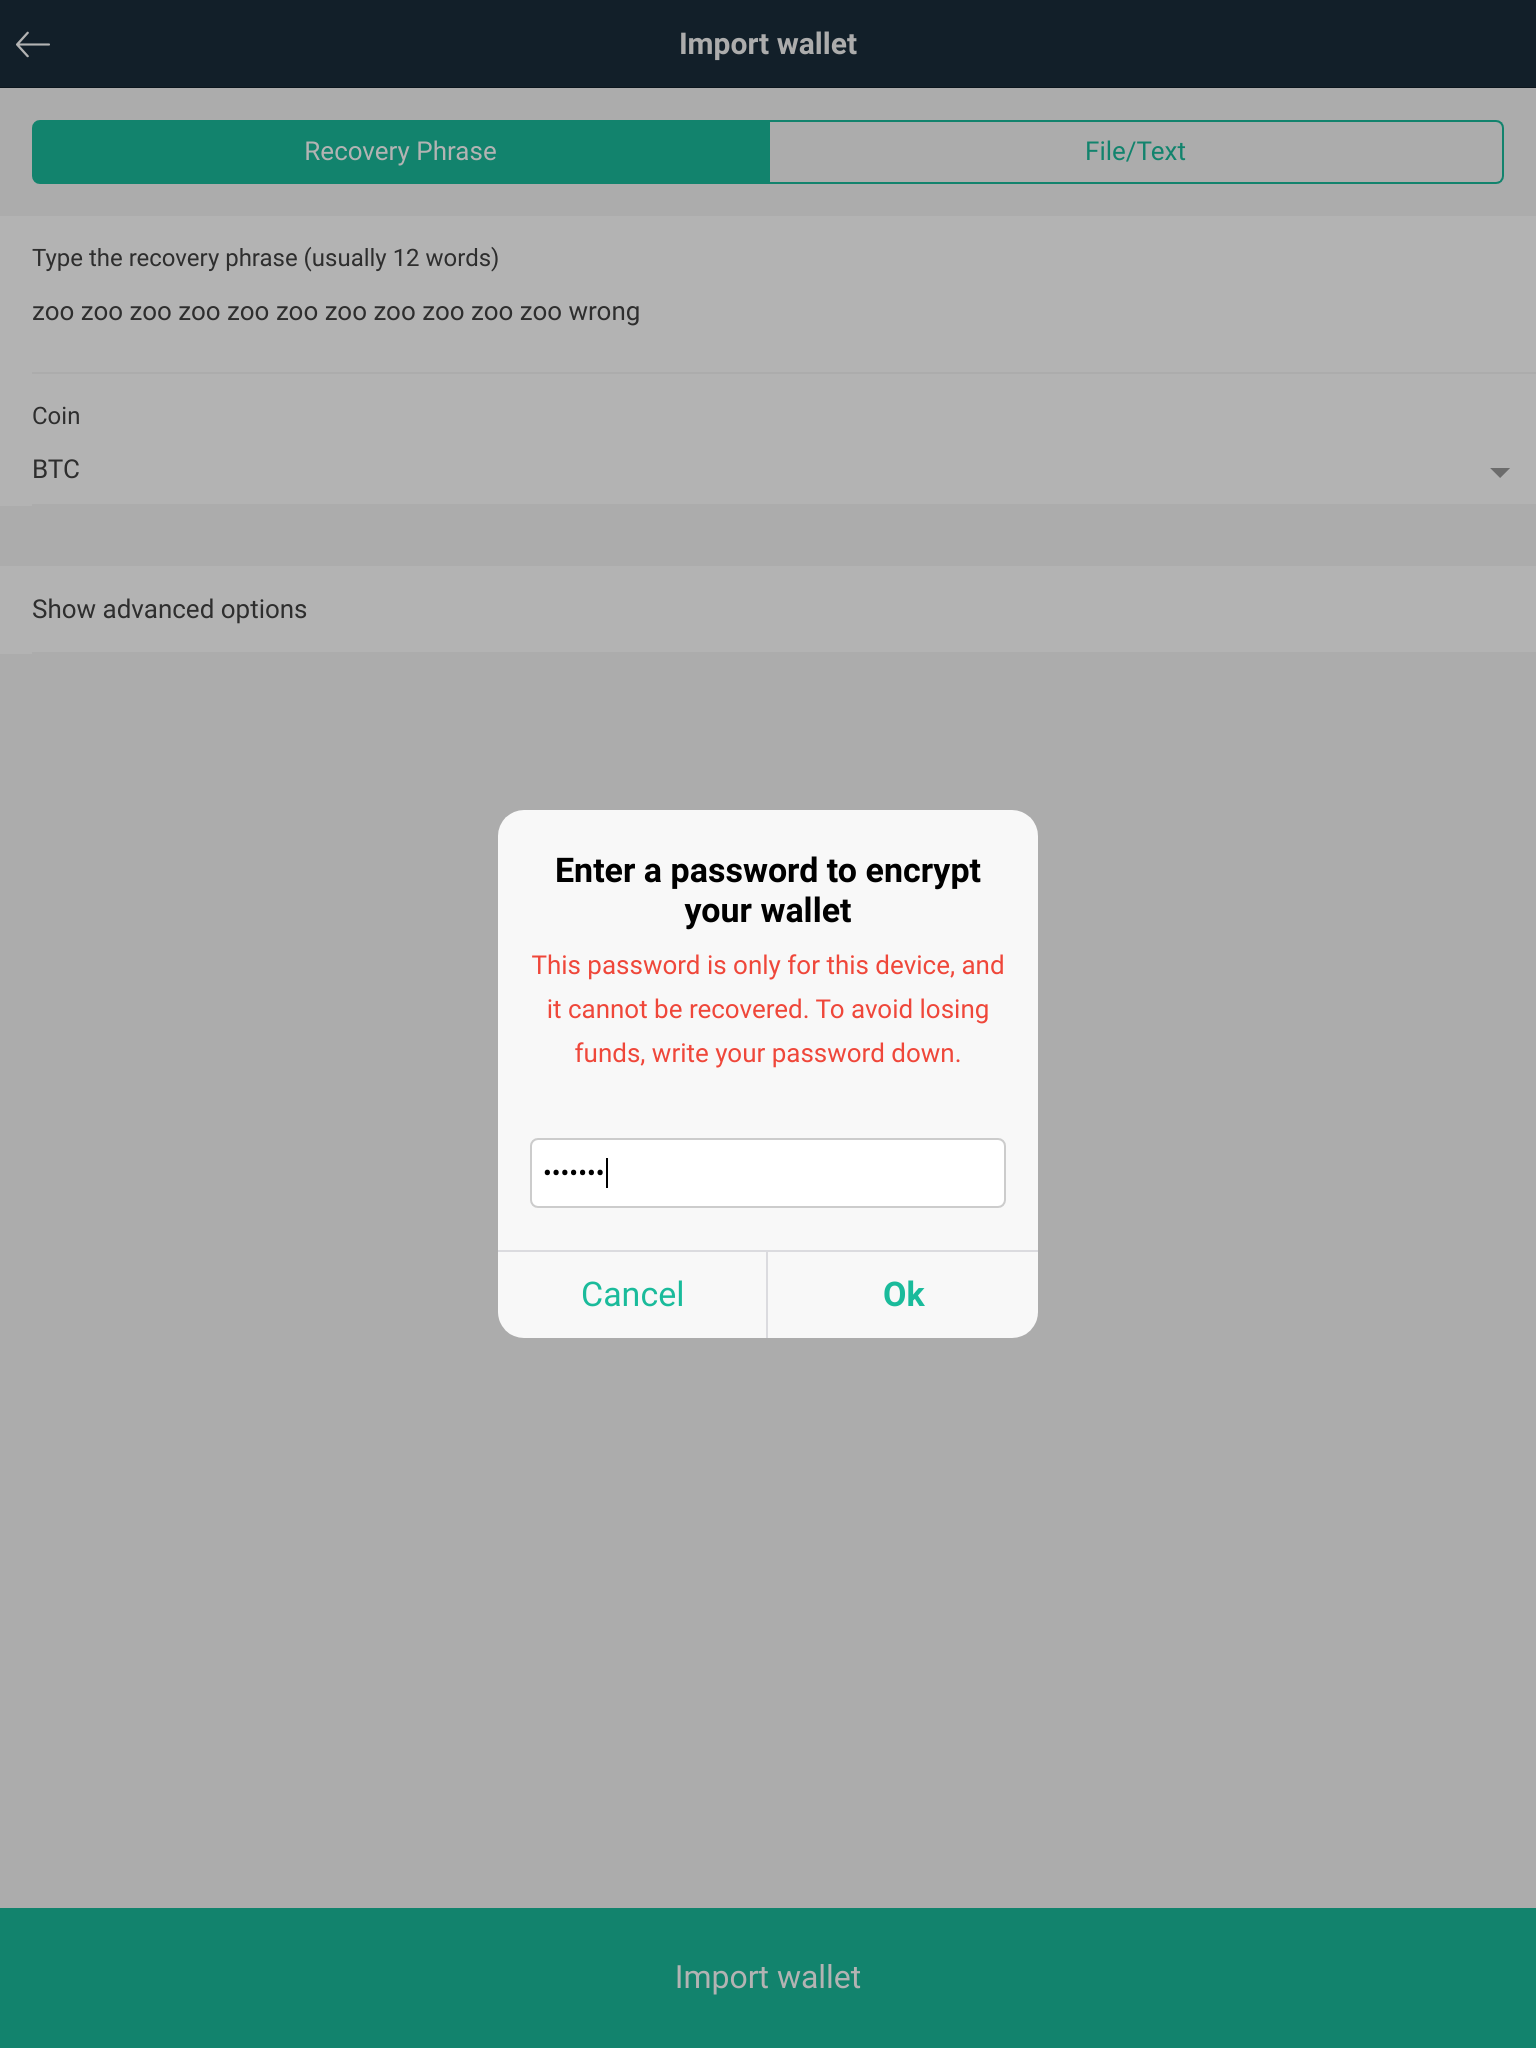 Import wallet
Recovery Phrase
File/Text
Type the recovery phrase (usually 12 words)
zoo zoo zoo zoo zoo zoo zoo zoo zoo zoo zoo wrong
Coin
BTC
Show advanced options
Enter a password to encrypt
your wallet
This password is only for this device, and
it cannot be recovered. To avoid losing
funds, write your password down.
•••••••
Cancel
Ok
Import wallet